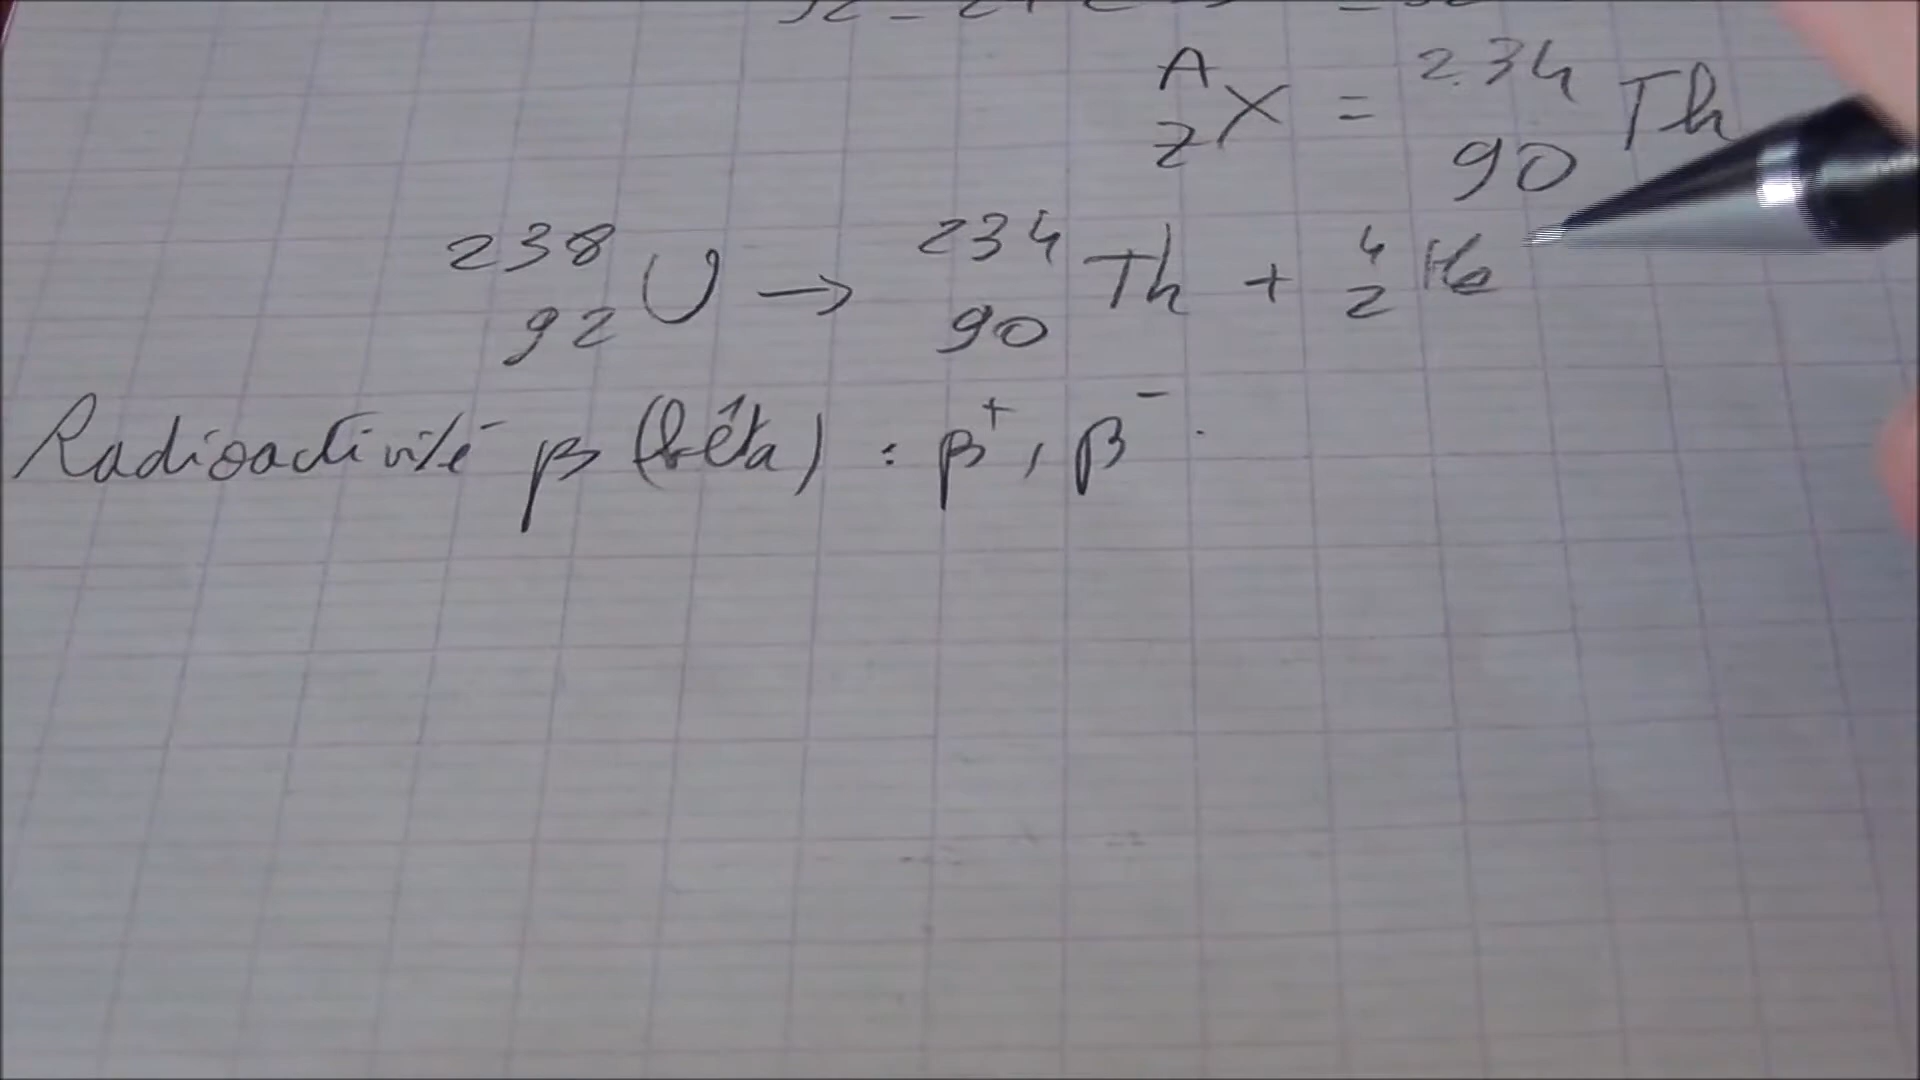 A
Z X = 234
90 Th
238
92 U → 234
90 Th + 4
2 He
Radioactivité β (bêta) : β+, β-